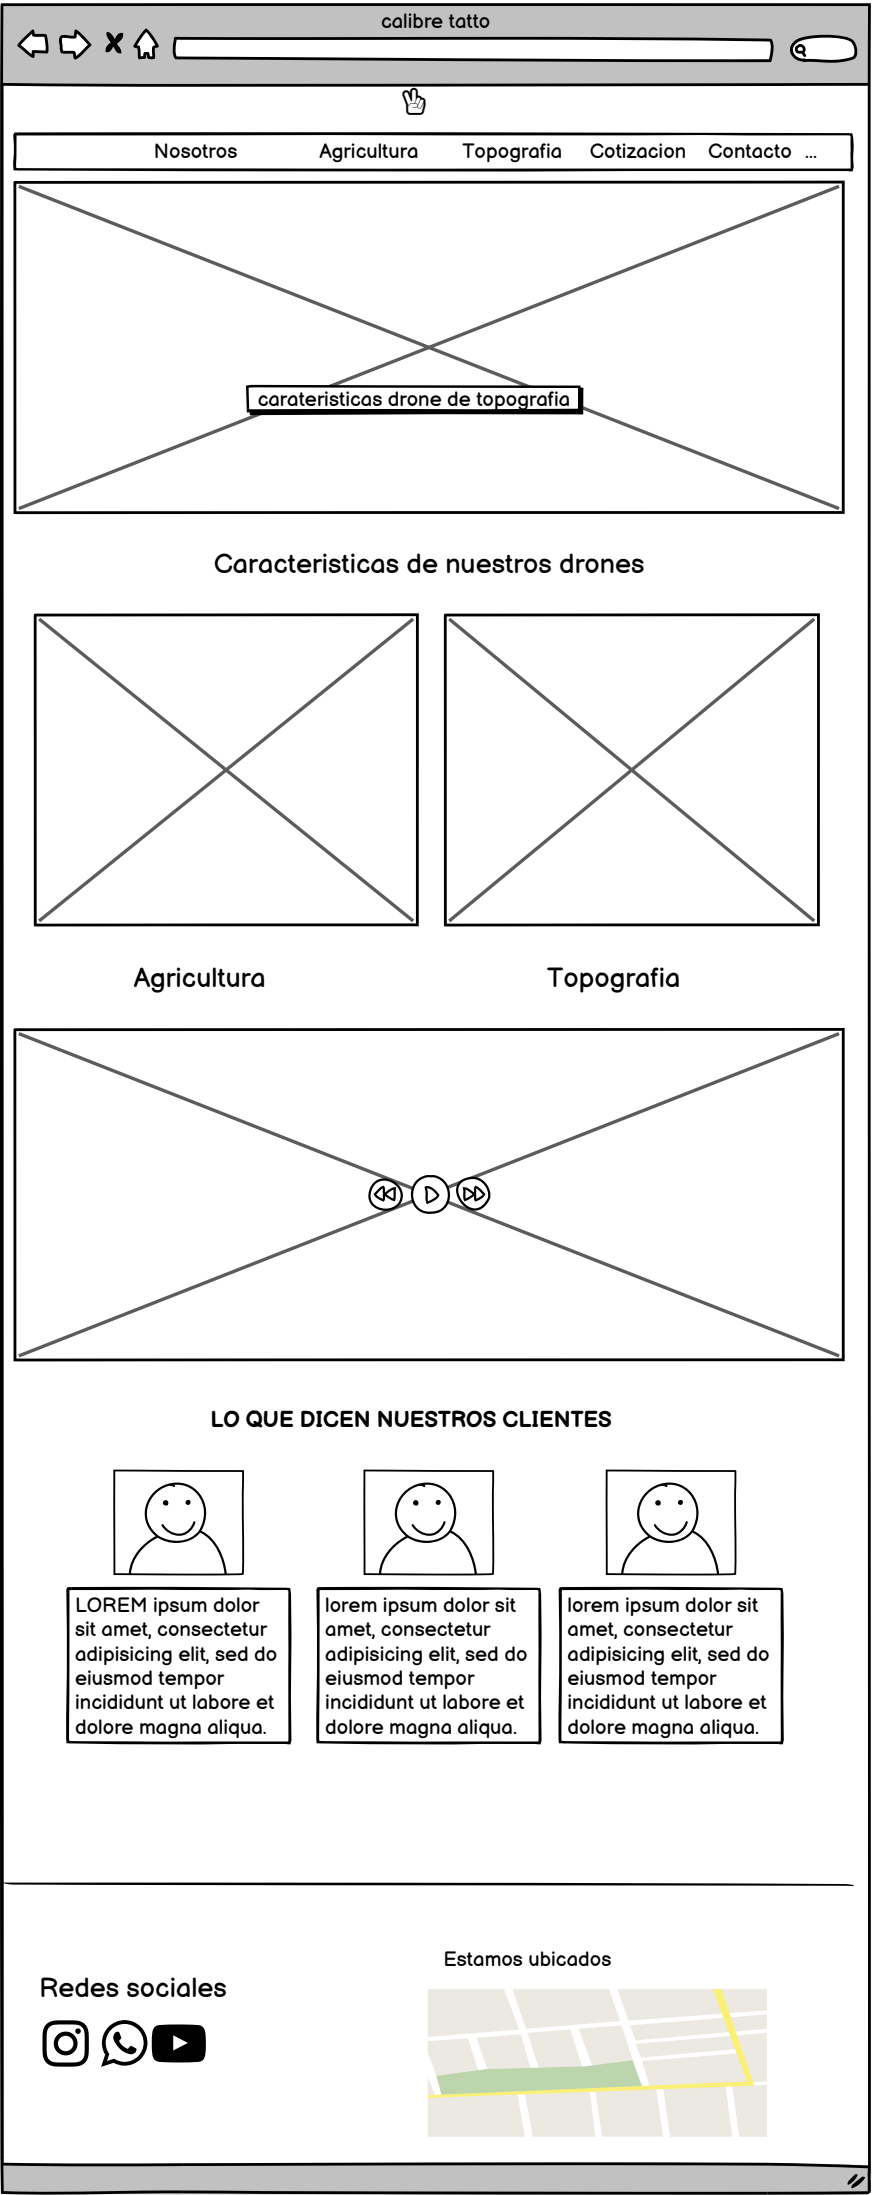 calibre tatto
Nosotros Agricultura Topografia Cotizacion Contacto ...
carateristicas drone de topografia
Caracteristicas de nuestros drones
Agricultura Topografia
LO QUE DICEN NUESTROS CLIENTES
LOREM ipsum dolor
sit amet, consectetur
adipisicing elit, sed do
eiusmod tempor
incididunt ut labore et
dolore magna aliqua.
lorem ipsum dolor sit
amet, consectetur
adipisicing elit, sed do
eiusmod tempor
incididunt ut labore et
dolore magna aliqua.
lorem ipsum dolor sit
amet, consectetur
adipisicing elit, sed do
eiusmod tempor
incididunt ut labore et
dolore magna aliqua.
Redes sociales
Estamos ubicados